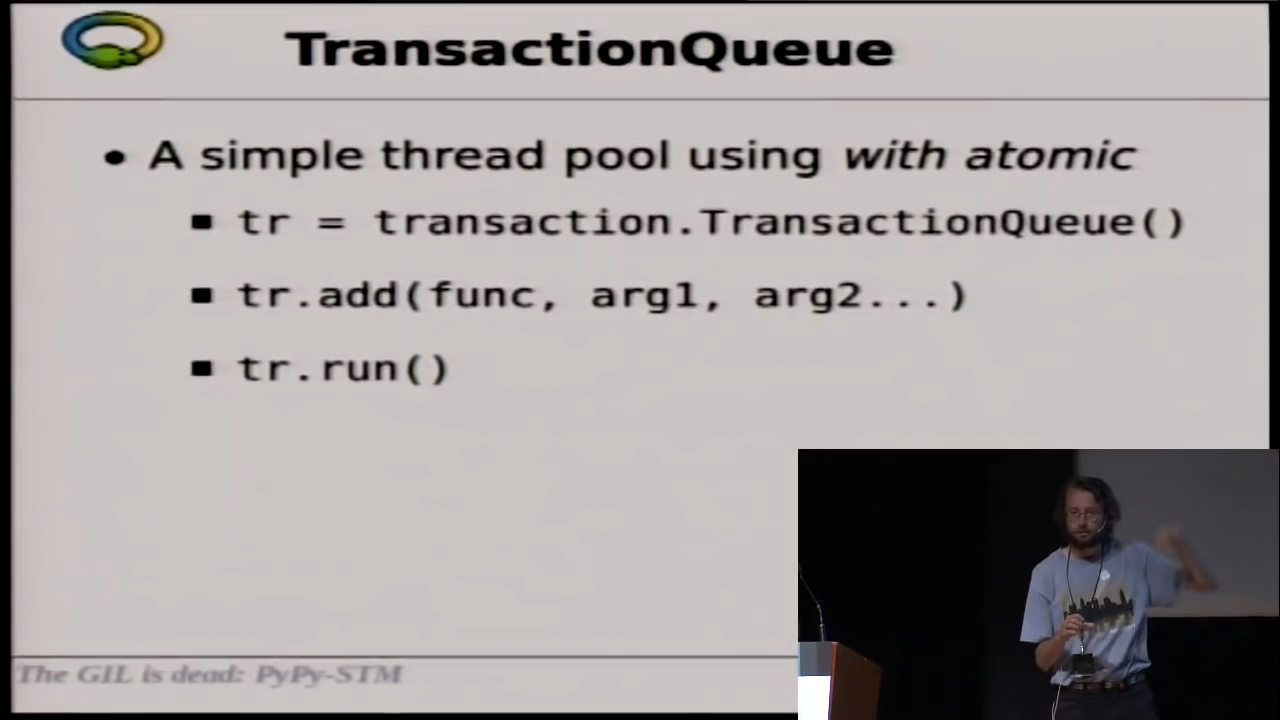 TransactionQueue
• A simple thread pool using with atomic
■ tr = transaction.TransactionQueue()
■ tr.add(func, arg1, arg2...)
■ tr.run()
The GIL is dead: PyPy-STM